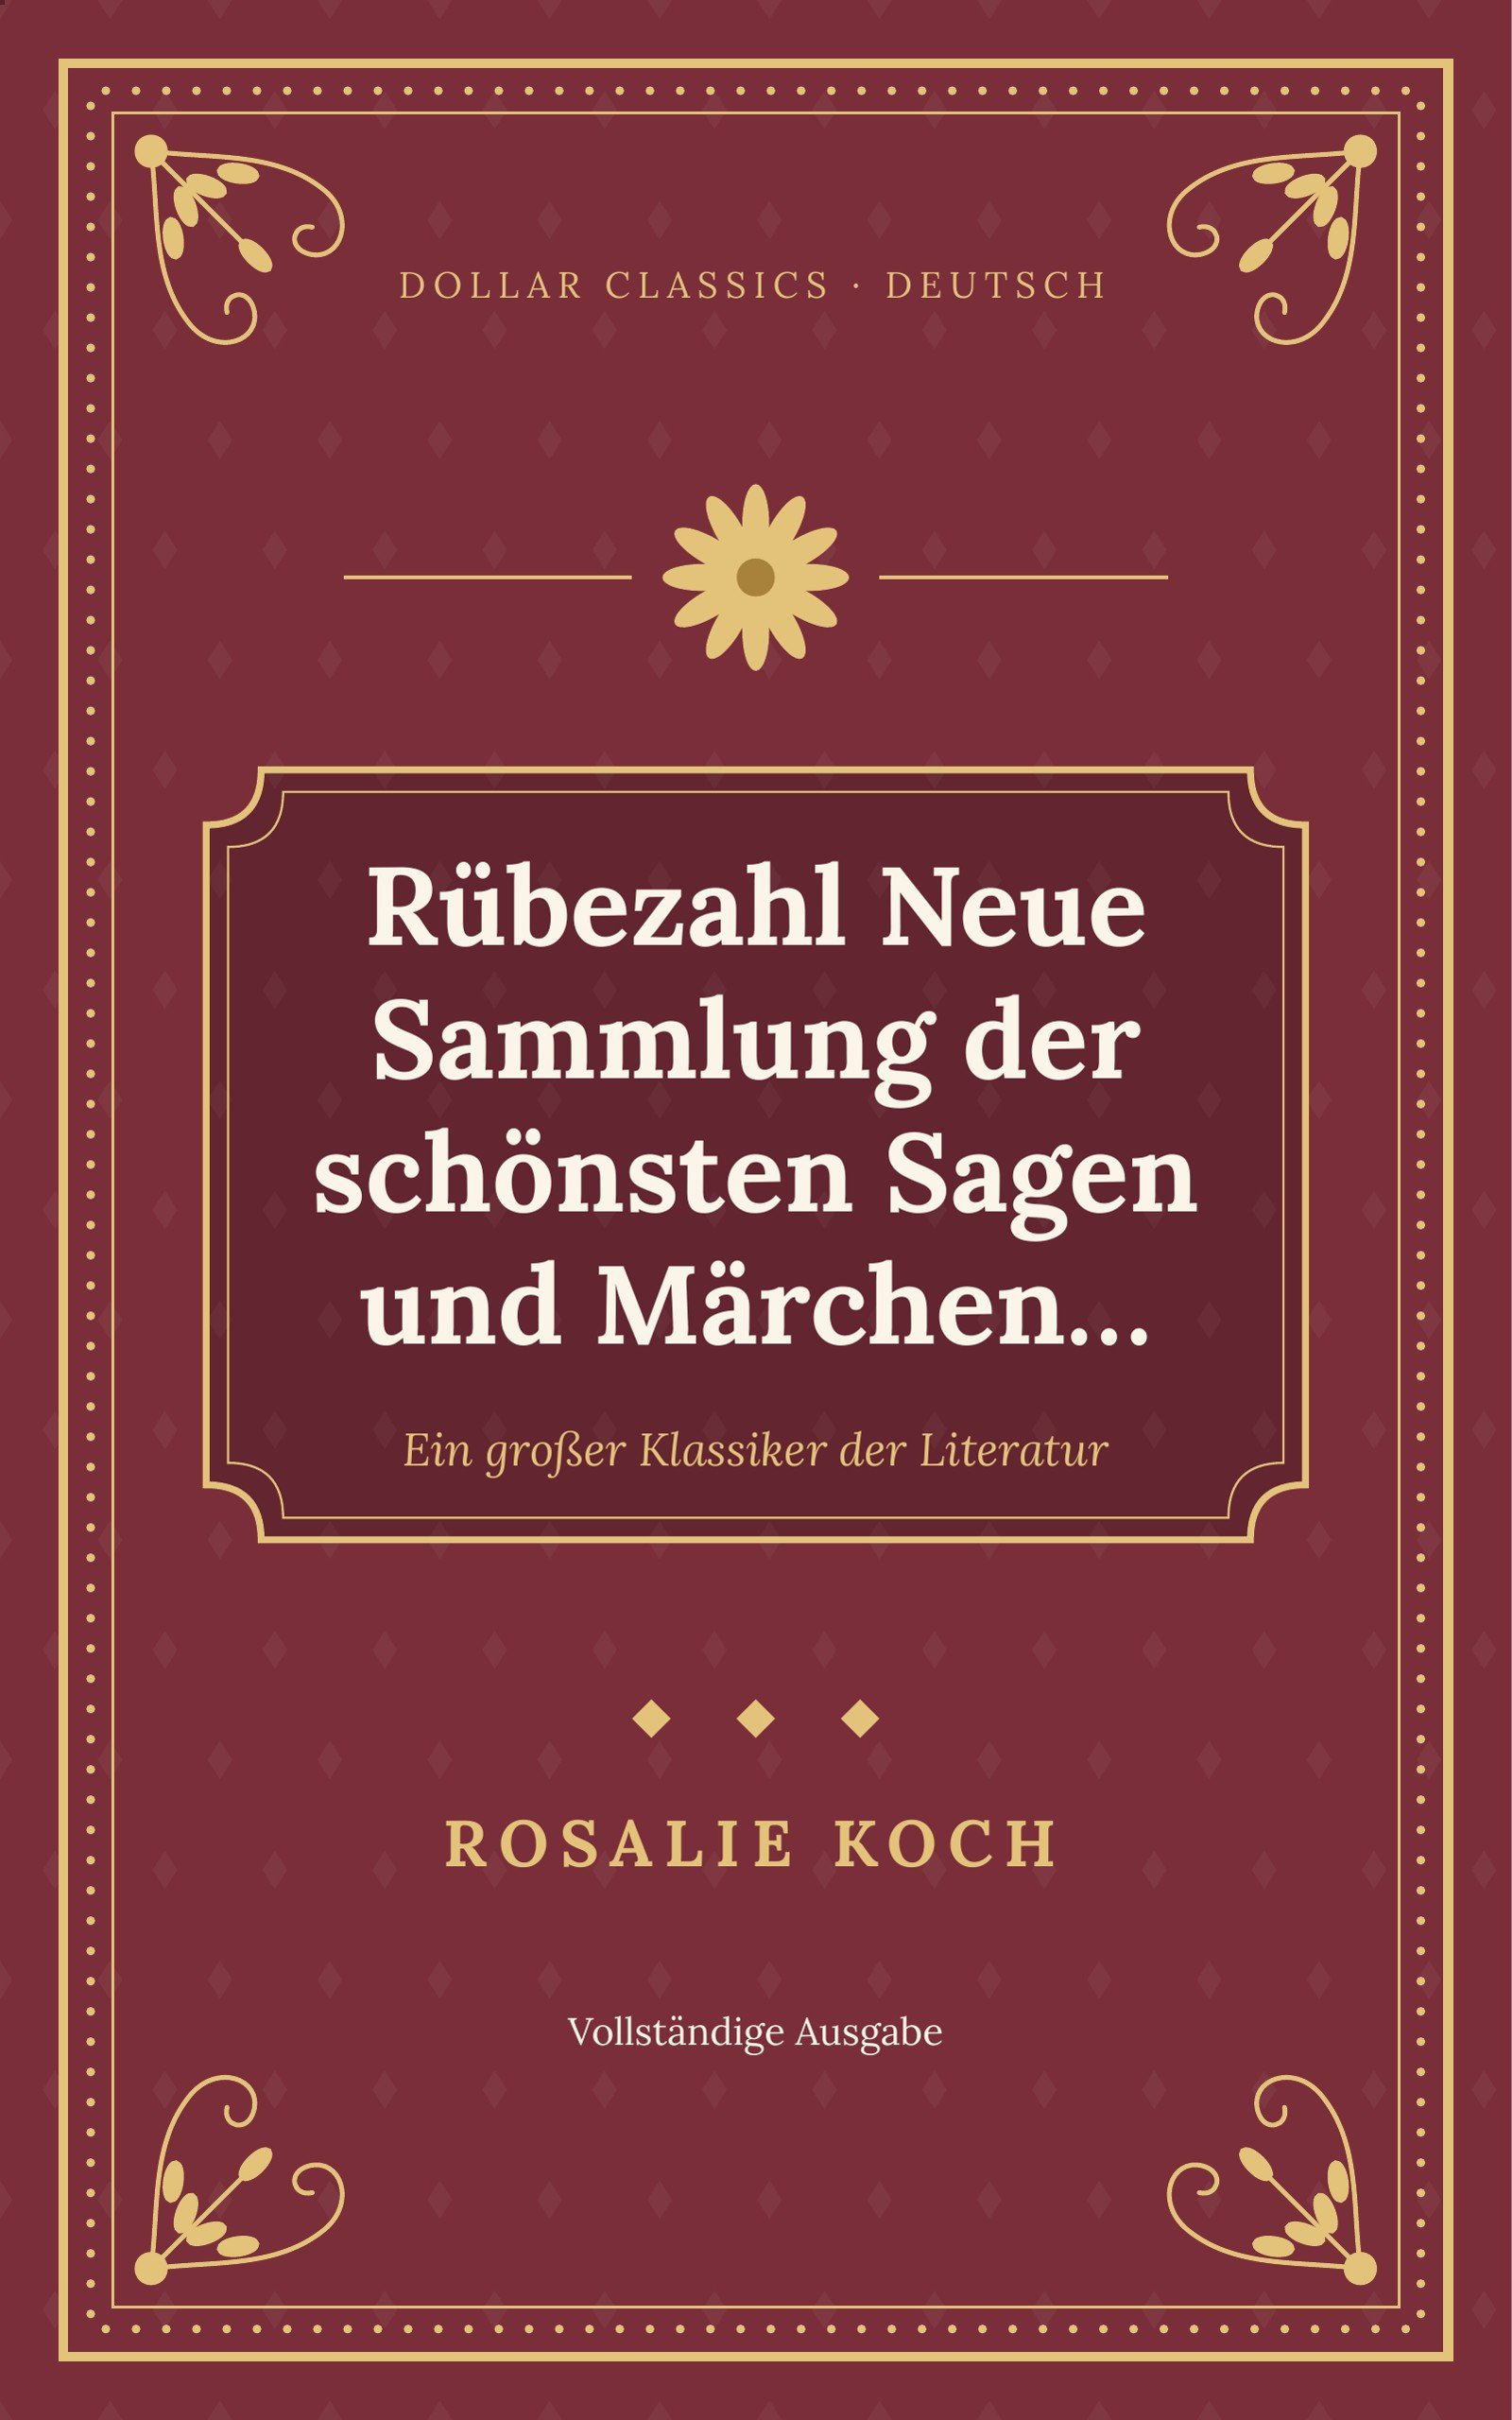 DOLLAR CLASSICS · DEUTSCH
Rübezahl Neue
Sammlung der
schönsten Sagen
und Märchen...
Ein großer Klassiker der Literatur
ROSALIE KOCH
Vollständige Ausgabe